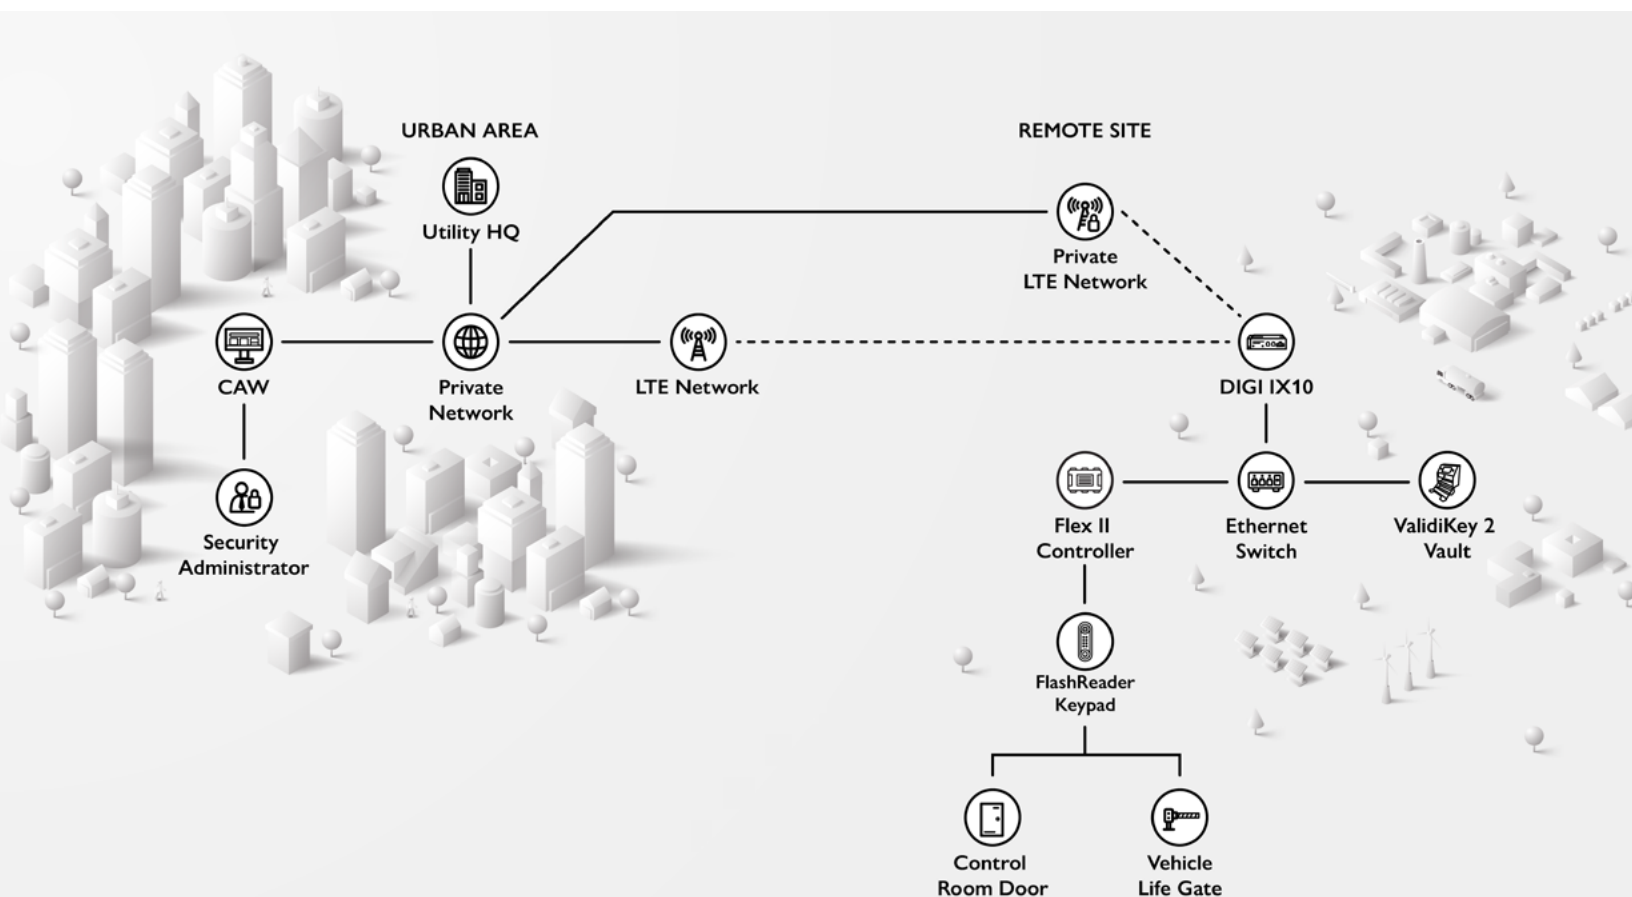 URBAN AREA
REMOTE SITE
Utility HQ
Private
LTE Network
CAW
Private
Network
LTE Network
DIGI IX10
Security
Administrator
Flex II
Controller
Ethernet
Switch
ValidiKey 2
Vault
FlashReader
Keypad
Control
Room Door
Vehicle
Life Gate